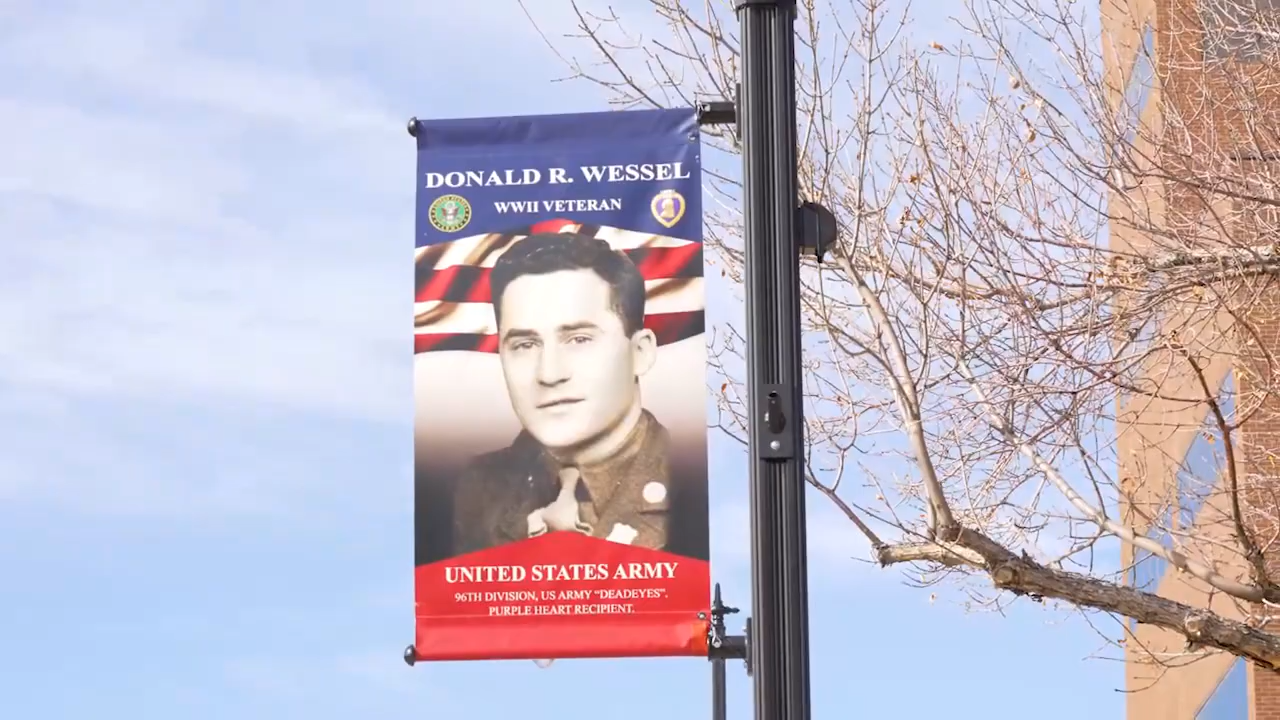 DONALD R. WESSEL
WWII VETERAN
UNITED STATES ARMY
96TH DIVISION, US ARMY “DEADEYES”.
PURPLE HEART RECIPIENT.